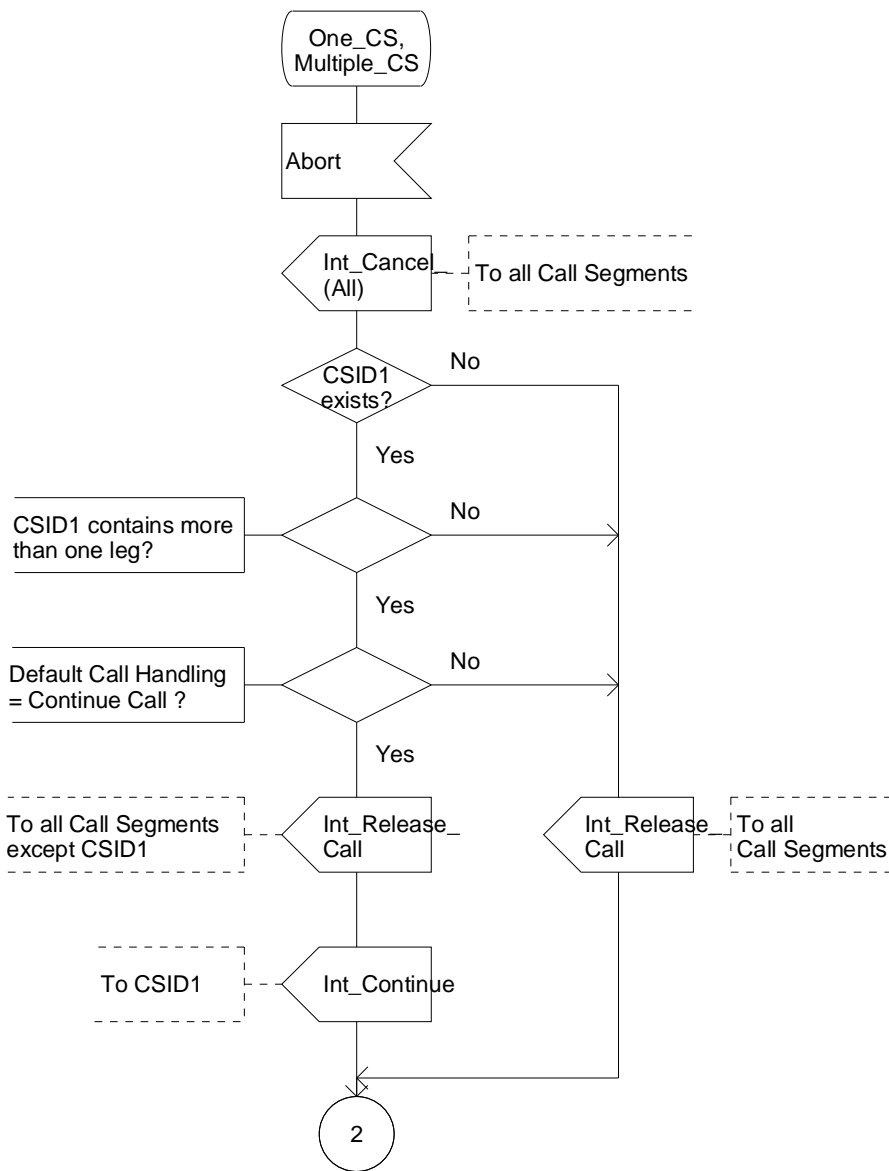 One_CS,
Multiple_CS
Abort
Int_Cancel_
(All)
To all Call Segments
CSID1
exists?
No
Yes
CSID1 contains more
than one leg?
No
Yes
Default Call Handling
= Continue Call ?
No
Yes
To all Call Segments
except CSID1
Int_Release_
Call
Int_Release_
Call
To all
Call Segments
To CSID1
Int_Continue
2